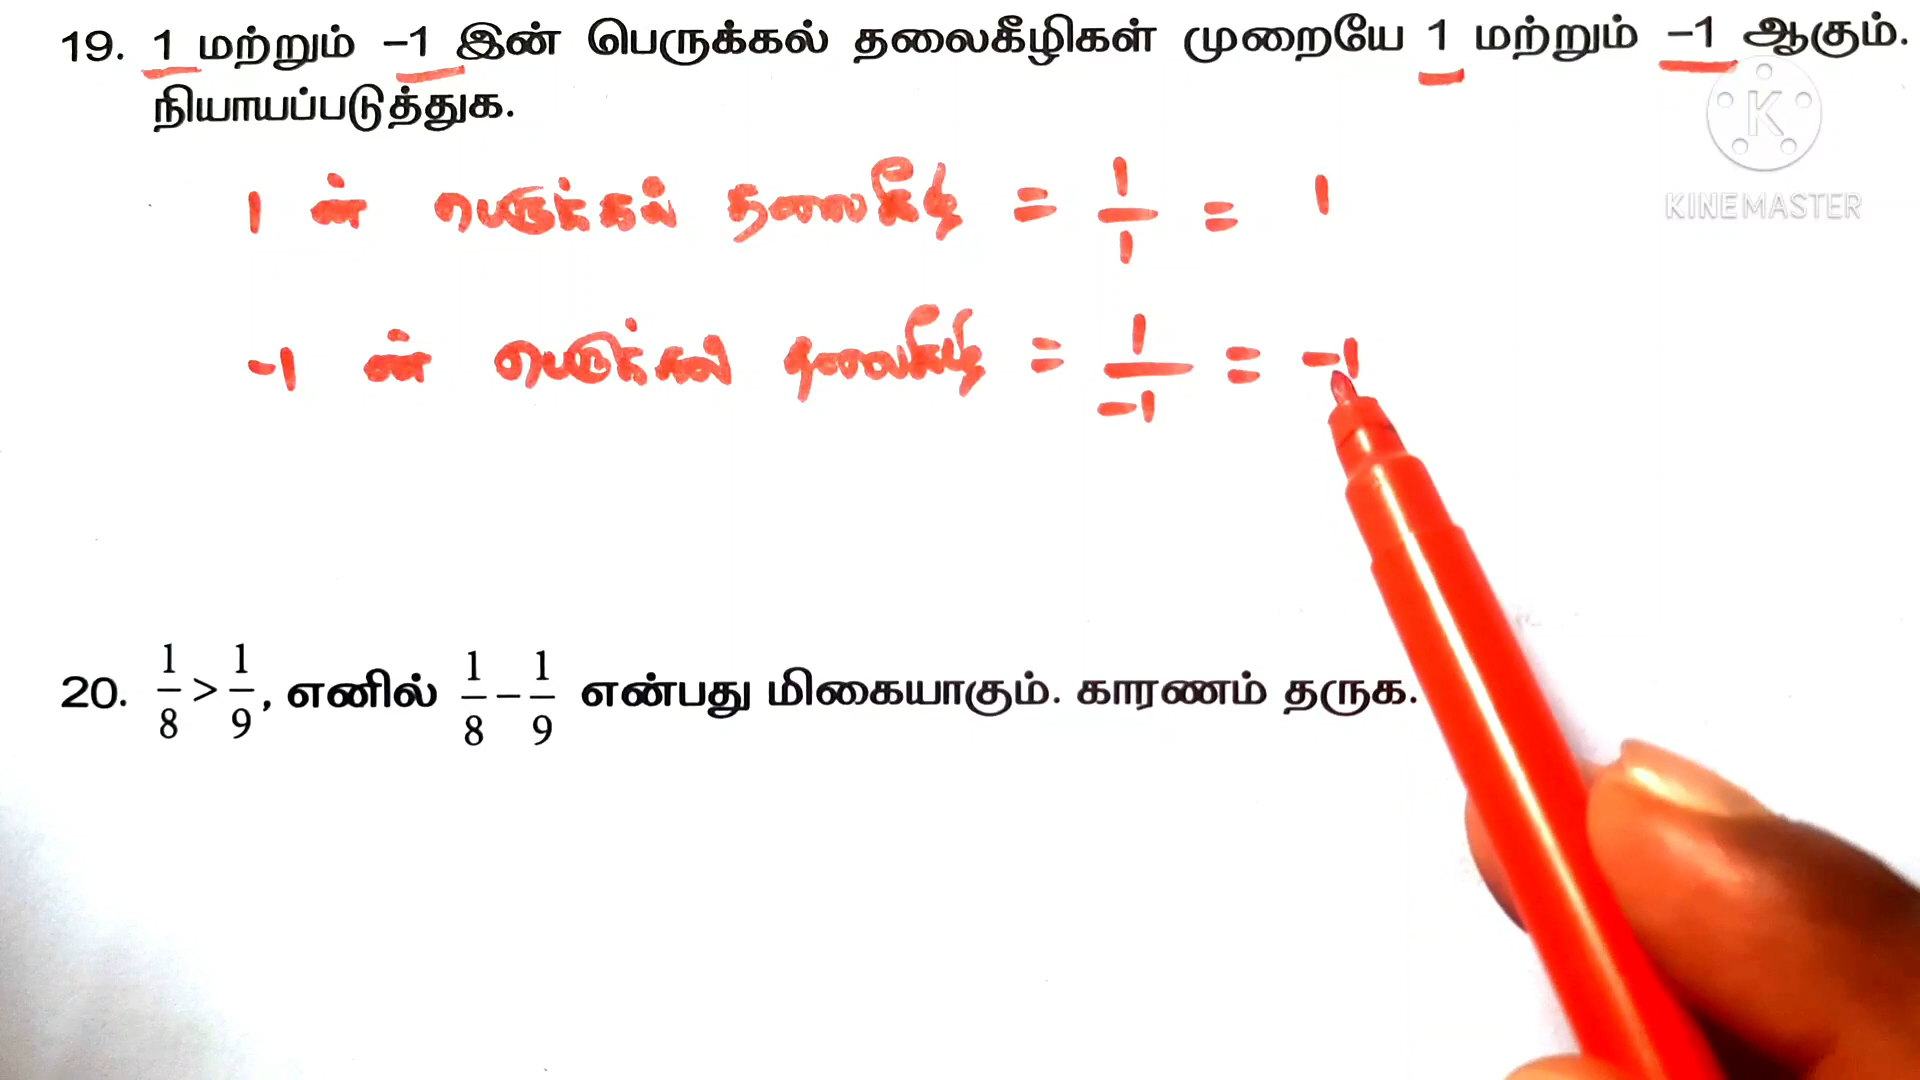 19. 1 மற்றும் –1 இன் பெருக்கல் தலைகீழிகள் முறையே 1 மற்றும் –1 ஆகும்.
நியாயப்படுத்துக.
K
KINEMASTER
1 ன் பெருக்கல் தலைகீழி = 1/1 = 1
-1 ன் பெருக்கல் தலைகீழி = 1/-1 = -1
20. 1/8 > 1/9, எனில் 1/8 – 1/9 என்பது மிகையாகும். காரணம் தருக.